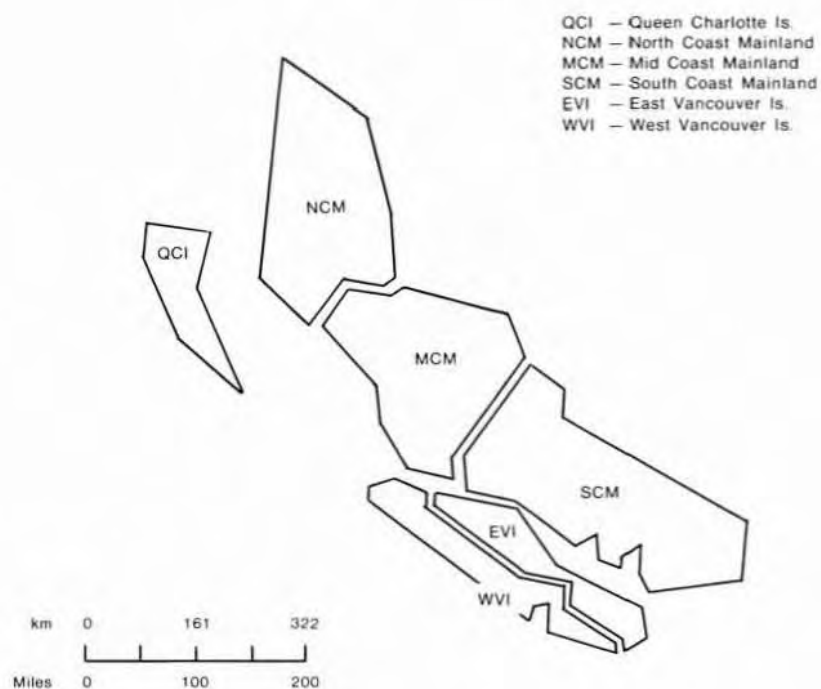 QCI – Queen Charlotte Is.
NCM – North Coast Mainland
MCM – Mid Coast Mainland
SCM – South Coast Mainland
EVI – East Vancouver Is.
WVI – West Vancouver Is.
NCM
QCI
MCM
SCM
EVI
WVI
km 0 161 322
Miles 0 100 200